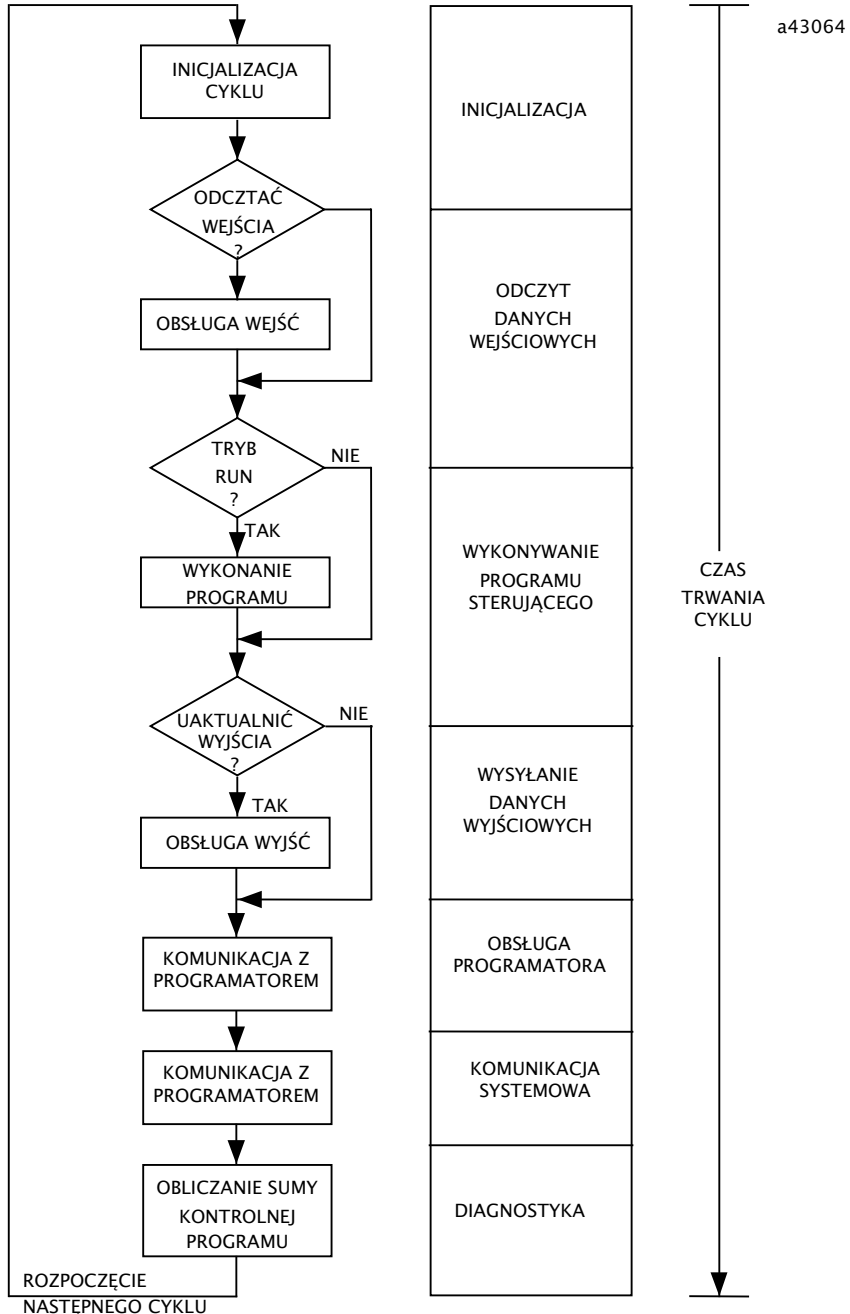 a43064
INICJALIZACJA
CYKLU
INICJALIZACJA
ODCZTAĆ
WEJŚCIA
?
OBSŁUGA WEJŚĆ
ODCZYT
DANYCH
WEJŚCIOWYCH
TRYB
RUN
?
NIE
TAK
WYKONANIE
PROGRAMU
WYKONYWANIE
PROGRAMU
STERUJĄCEGO
CZAS
TRWANIA
CYKLU
UAKTUALNIĆ
WYJŚCIA
?
NIE
TAK
OBSŁUGA WYJŚĆ
WYSYŁANIE
DANYCH
WYJŚCIOWYCH
KOMUNIKACJA Z
PROGRAMATOREM
OBSŁUGA
PROGRAMATORA
KOMUNIKACJA Z
PROGRAMATOREM
KOMUNIKACJA
SYSTEMOWA
OBLICZANIE SUMY
KONTROLNEJ
PROGRAMU
DIAGNOSTYKA
ROZPOCZĘCIE
NASTĘPNEGO CYKLU